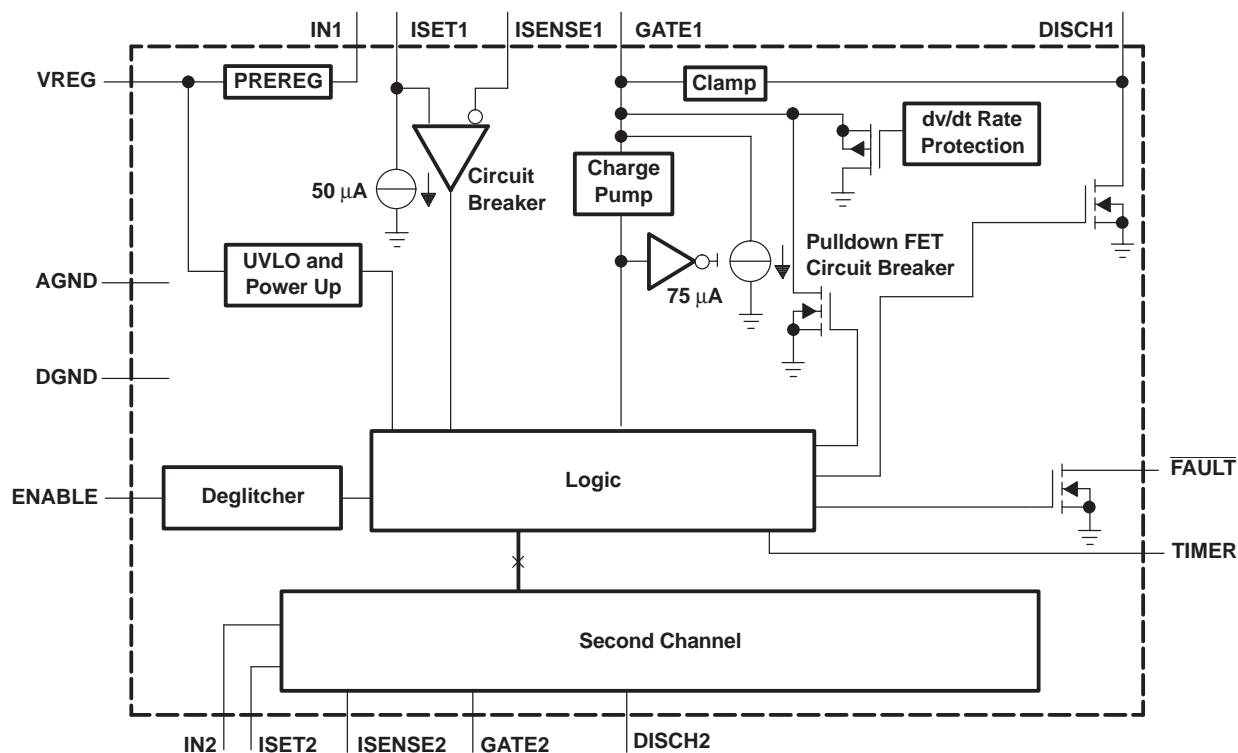 IN1
ISET1
ISENSE1
GATE1
DISCH1
VREG
PREREG
Clamp
dv/dt Rate
Protection
50 μA
Circuit
Breaker
Charge
Pump
Pulldown FET
Circuit Breaker
75 μA
UVLO and
Power Up
AGND
DGND
ENABLE
Deglitcher
Logic
FAULT
TIMER
Second Channel
IN2
ISET2
ISENSE2
GATE2
DISCH2